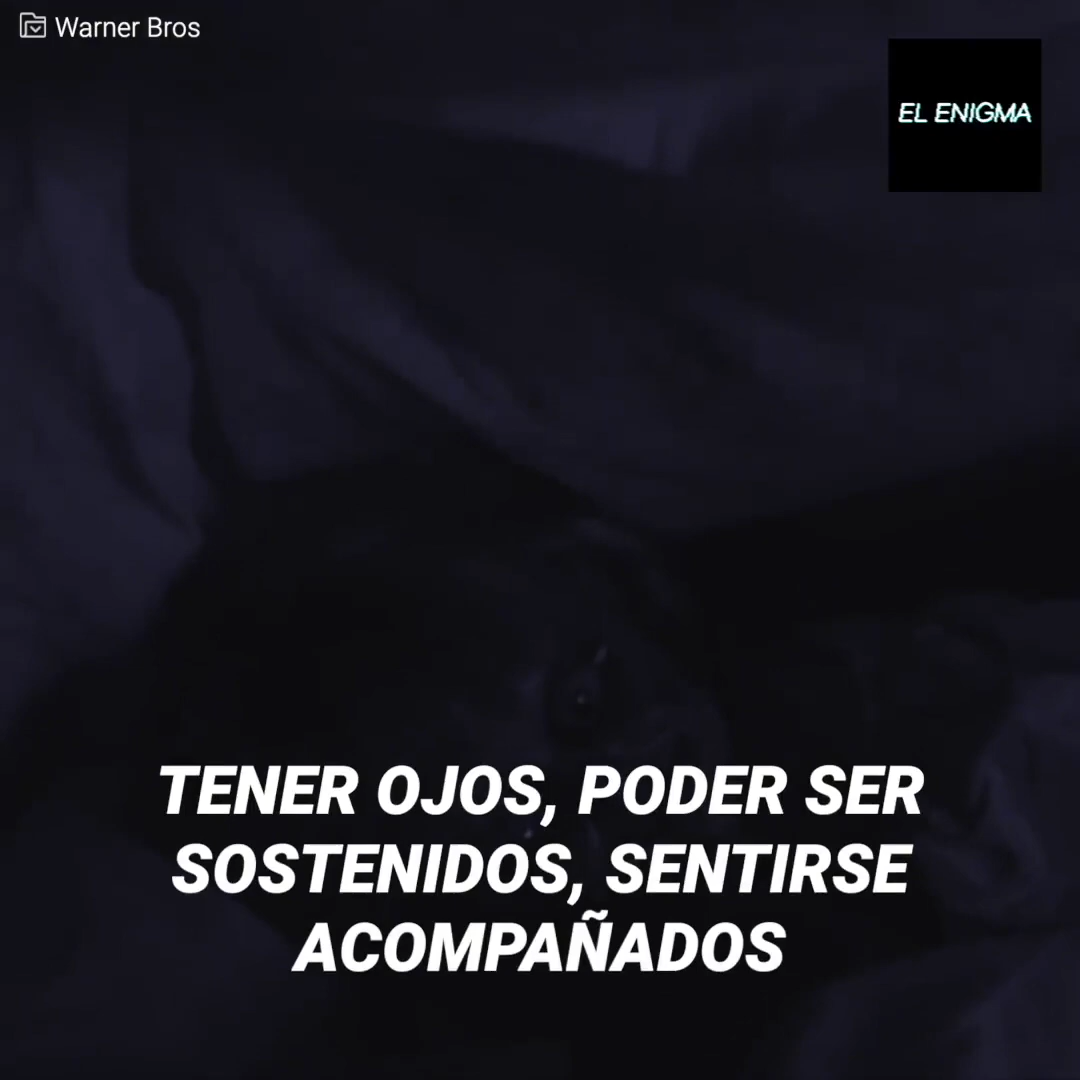 Warner Bros
EL ENIGMA
TENER OJOS, PODER SER
SOSTENIDOS, SENTIRSE
ACOMPAÑADOS